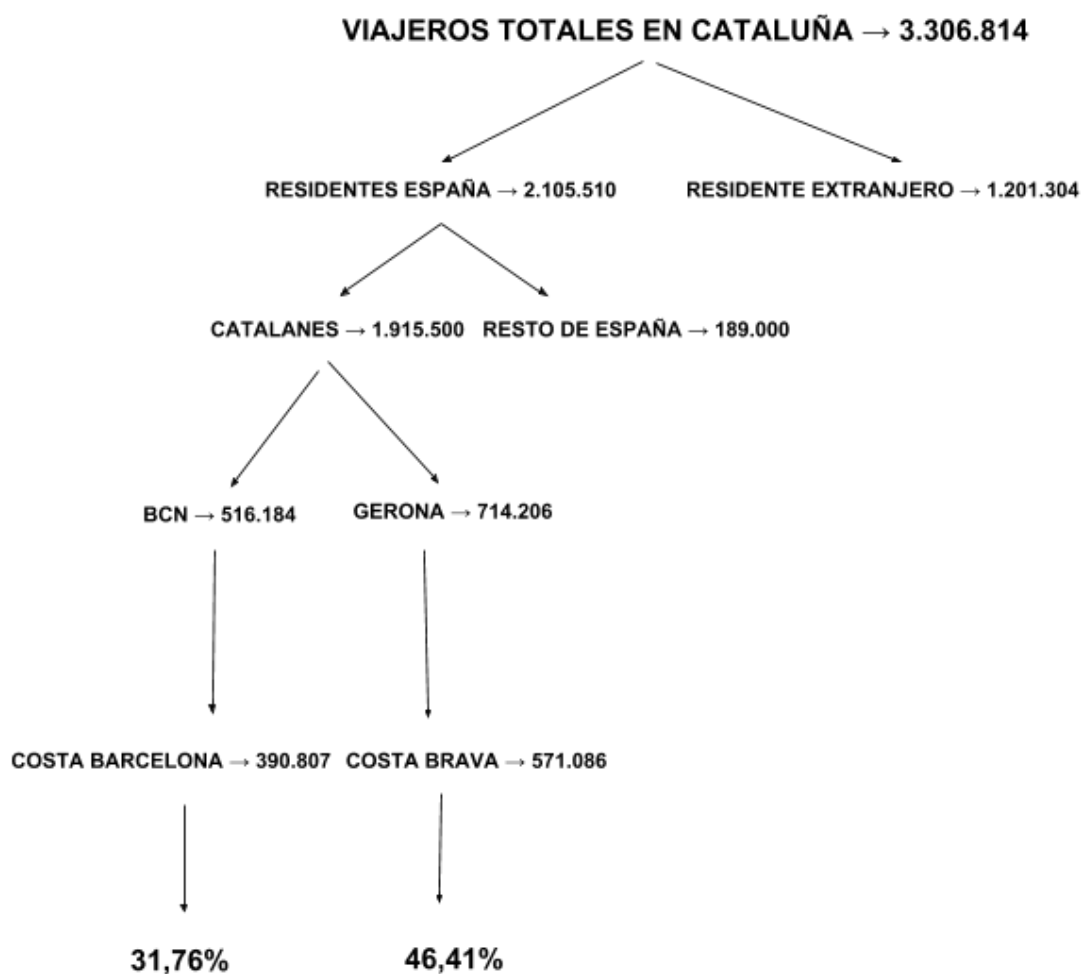 VIAJEROS TOTALES EN CATALUÑA → 3.306.814
RESIDENTES ESPAÑA → 2.105.510
RESIDENTE EXTRANJERO → 1.201.304
CATALANES → 1.915.500
RESTO DE ESPAÑA → 189.000
BCN → 516.184
GERONA → 714.206
COSTA BARCELONA → 390.807
COSTA BRAVA → 571.086
31,76%
46,41%